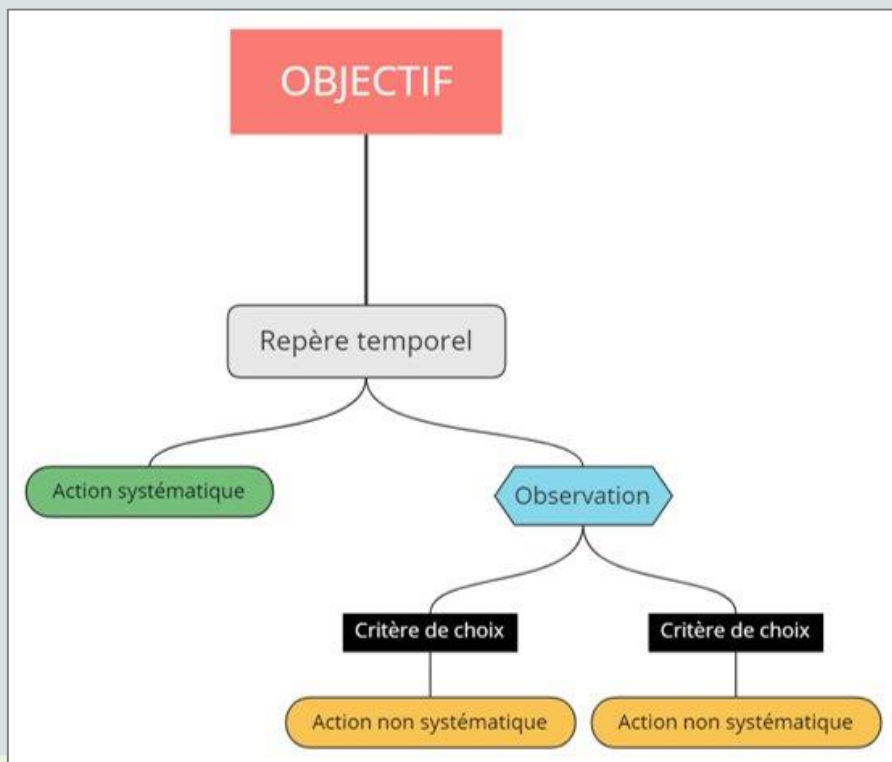 OBJECTIF
Repère temporel
Action systématique
Observation
Critère de choix
Critère de choix
Action non systématique
Action non systématique